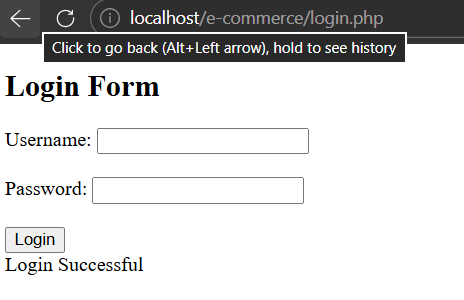 localhost/e-commerce/login.php
Click to go back (Alt+Left arrow), hold to see history
Login Form
Username:
Password:
Login
Login Successful